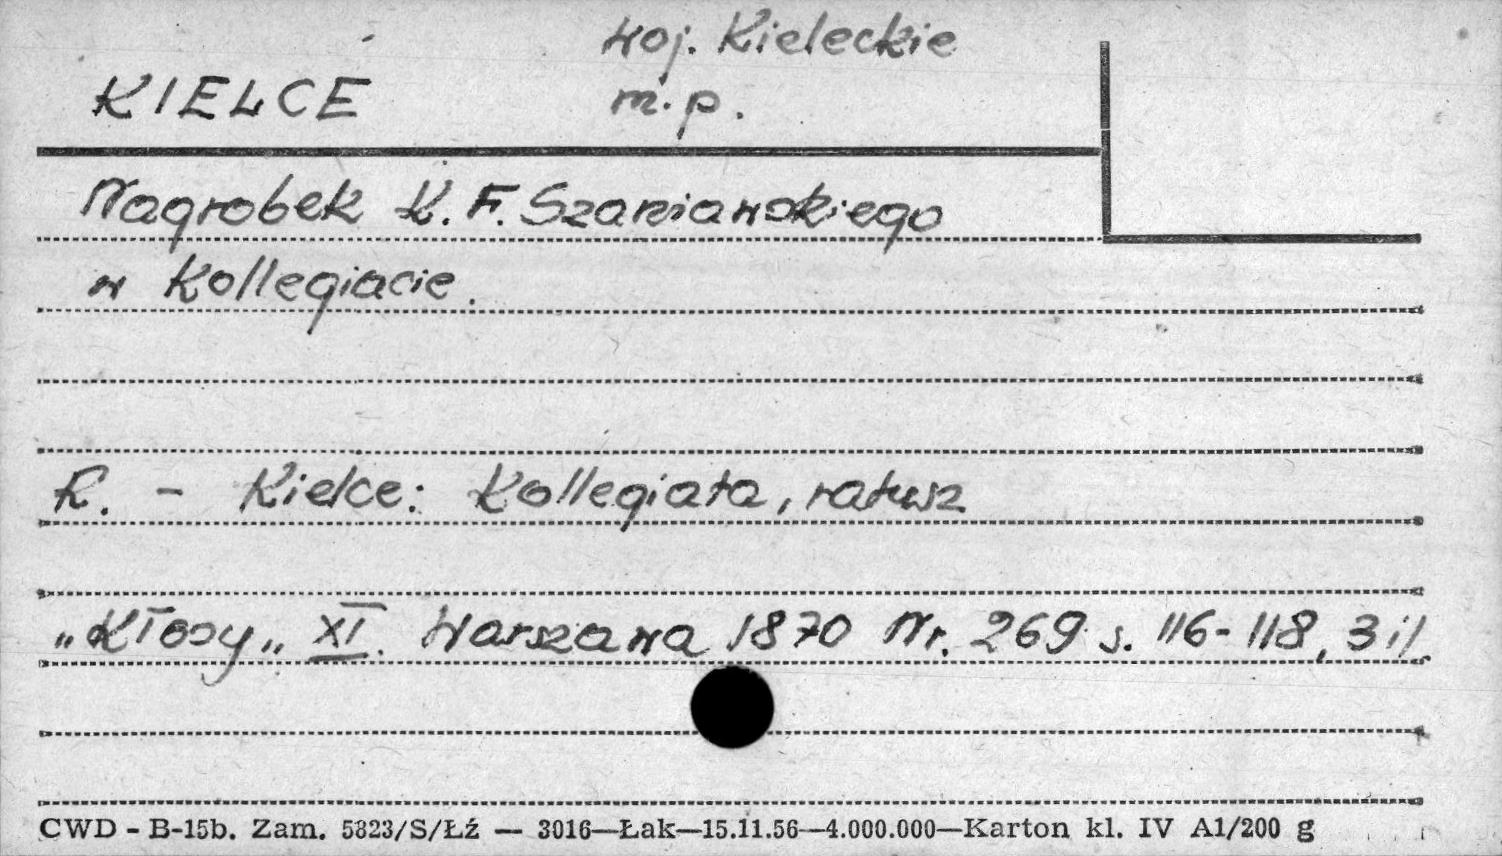 woj. Kieleckie
KIELCE m.p.
Nagrobek K. F. Szaniawskiego
w Kollegiacie.
R. - Kielce: Kollegiata, ratusz
„Kłosy„ XI. Warszawa 1870 Nr. 269 s. 116-118, 3 il.
CWD - B-15b. Zam. 5823/S/Łź — 3016—Łak—15.11.56—4.000.000—Karton kl. IV A1/200 g